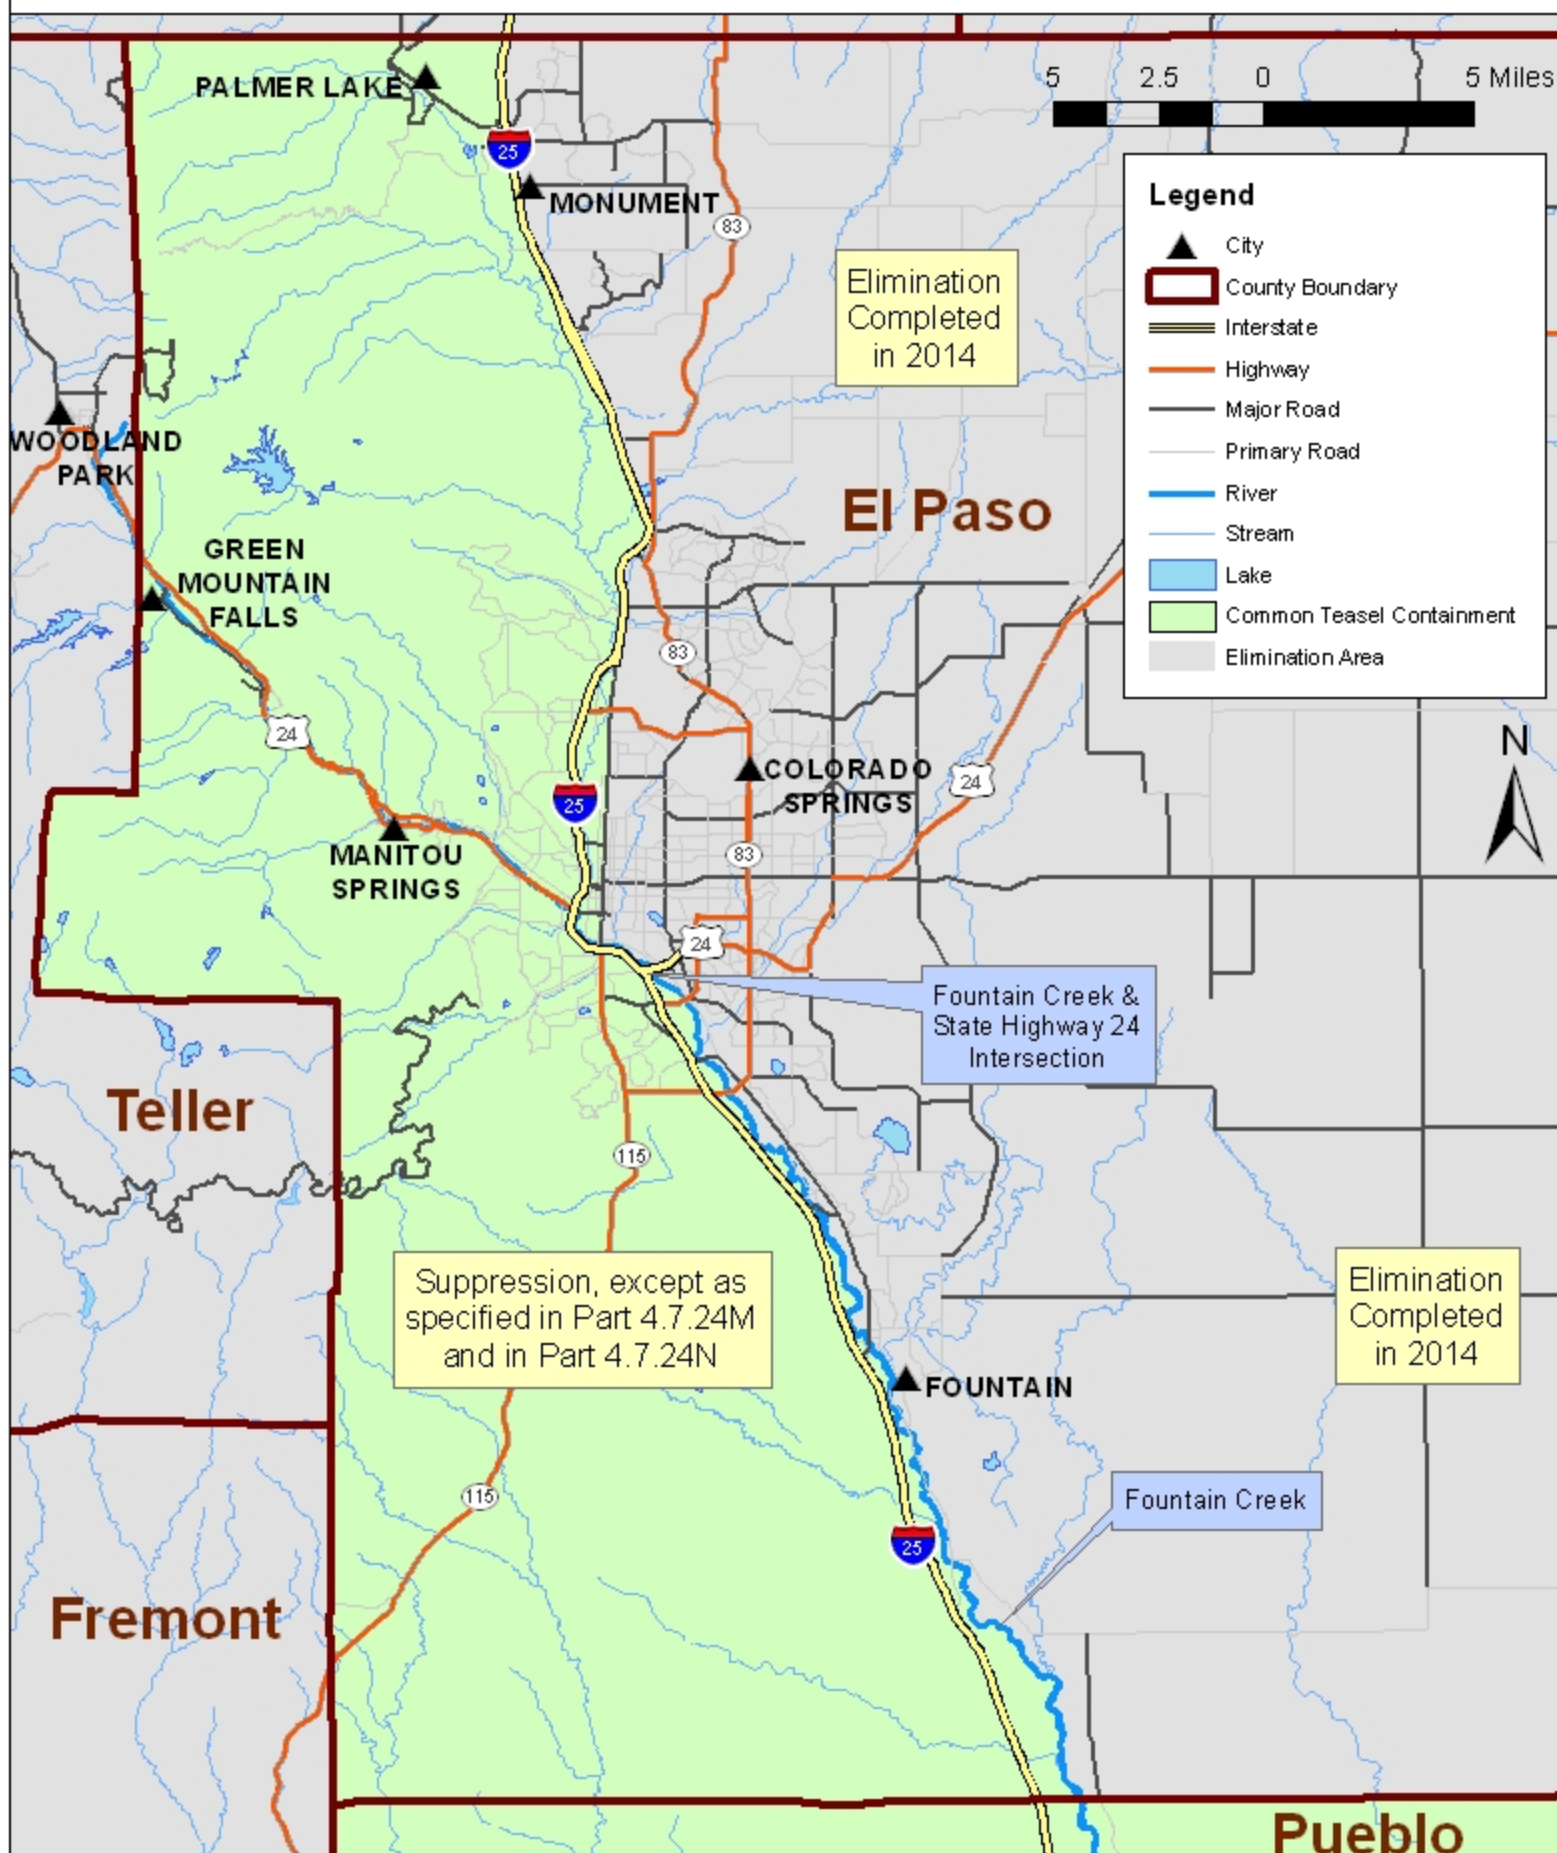 PALMER LAKE
5 2.5 0 5 Miles
25
MONUMENT
83
Legend
City
County Boundary
Interstate
Highway
Major Road
Primary Road
River
Stream
Lake
Common Teasel Containment
Elimination Area
Elimination
Completed
in 2014
WOODLAND
PARK
El Paso
GREEN
MOUNTAIN
FALLS
83
24
N
COLORADO
SPRINGS
24
25
MANITOU
SPRINGS
83
24
Fountain Creek &
State Highway 24
Intersection
Teller
115
Suppression, except as
specified in Part 4.7.24M
and in Part 4.7.24N
Elimination
Completed
in 2014
FOUNTAIN
115
Fountain Creek
25
Fremont
Pueblo